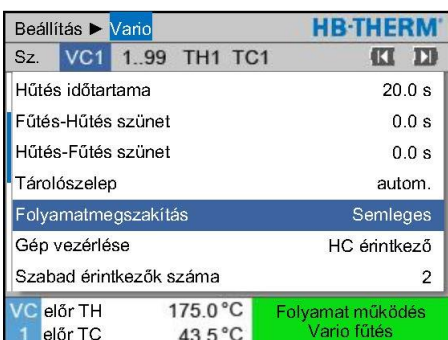 Beállítás ► Vario HB-THERM®
Sz. VC1 1..99 TH1 TC1
Hűtés időtartama 20.0 s
Fűtés-Hűtés szünet 0.0 s
Hűtés-Fűtés szünet 0.0 s
Tárolószelep autom.
Folyamatmegszakítás Semleges
Gép vezérlése HC érintkező
Szabad érintkezők száma 2
VC előr TH 175.0 °C Folyamat működés
1 előr TC 43.5 °C Vario fűtés